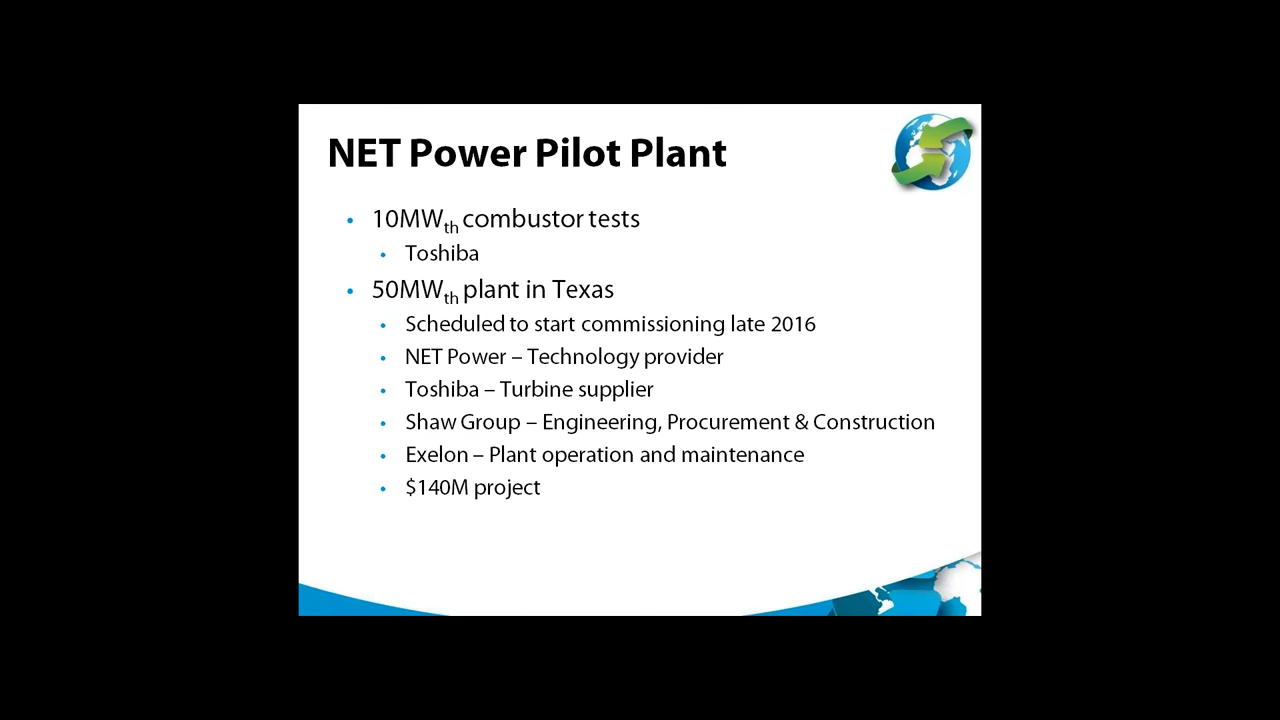 NET Power Pilot Plant
• 10MWth combustor tests
• Toshiba
• 50MWth plant in Texas
• Scheduled to start commissioning late 2016
• NET Power – Technology provider
• Toshiba – Turbine supplier
• Shaw Group – Engineering, Procurement & Construction
• Exelon – Plant operation and maintenance
• $140M project